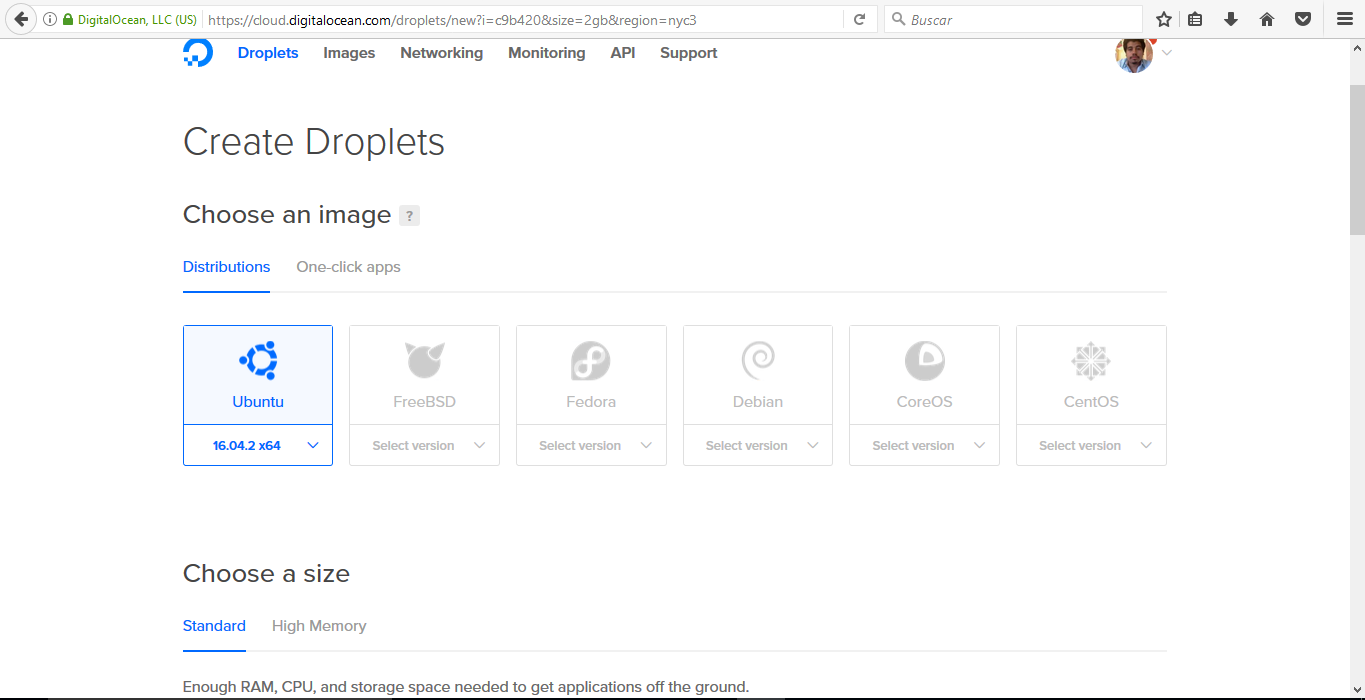 DigitalOcean, LLC (US) https://cloud.digitalocean.com/droplets/new?i=c9b420&size=2gb&region=nyc3 Buscar
Droplets Images Networking Monitoring API Support
Create Droplets
Choose an image ?
Distributions One-click apps
Ubuntu FreeBSD Fedora Debian CoreOS CentOS
16.04.2 x64 Select version Select version Select version Select version Select version
Choose a size
Standard High Memory
Enough RAM, CPU, and storage space needed to get applications off the ground.